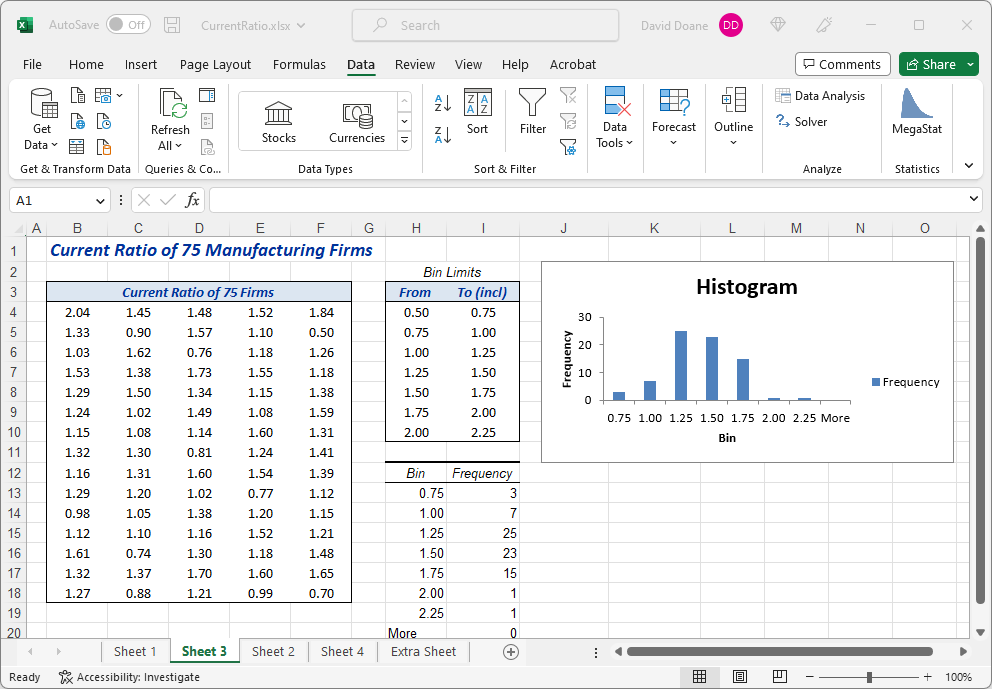 AutoSave Off CurrentRatio.xlsx Search David Doane DD
File Home Insert Page Layout Formulas Data Review View Help Acrobat Comments Share
Get Data
Refresh All
Stocks Currencies
A Z Z A Sort Z A A Z
Filter
Data Tools
Forecast
Outline
Data Analysis
Solver
MegaStat
Get & Transform Data Queries & Co... Data Types Sort & Filter Analyze Statistics
A1 fx
A B C D E F G H I J K L M N O
1 Current Ratio of 75 Manufacturing Firms
2 Bin Limits
3 Current Ratio of 75 Firms From To (incl)
4 2.04 1.45 1.48 1.52 1.84 0.50 0.75
5 1.33 0.90 1.57 1.10 0.50 0.75 1.00
6 1.03 1.62 0.76 1.18 1.26 1.00 1.25
7 1.53 1.38 1.73 1.55 1.18 1.25 1.50
8 1.29 1.50 1.34 1.15 1.38 1.50 1.75
9 1.24 1.02 1.49 1.08 1.59 1.75 2.00
10 1.15 1.08 1.14 1.60 1.31 2.00 2.25
11 1.32 1.30 0.81 1.24 1.41
12 1.16 1.31 1.60 1.54 1.39 Bin Frequency
13 1.29 1.20 1.02 0.77 1.12 0.75 3
14 0.98 1.05 1.38 1.20 1.15 1.00 7
15 1.12 1.10 1.16 1.52 1.21 1.25 25
16 1.61 0.74 1.30 1.18 1.48 1.50 23
17 1.32 1.37 1.70 1.60 1.65 1.75 15
18 1.27 0.88 1.21 0.99 0.70 2.00 1
19 2.25 1
20 More 0
Histogram
Frequency
30
20
10
0
0.75 1.00 1.25 1.50 1.75 2.00 2.25 More
Bin
Frequency
Sheet 1 Sheet 3 Sheet 2 Sheet 4 Extra Sheet
Ready Accessibility: Investigate 100%